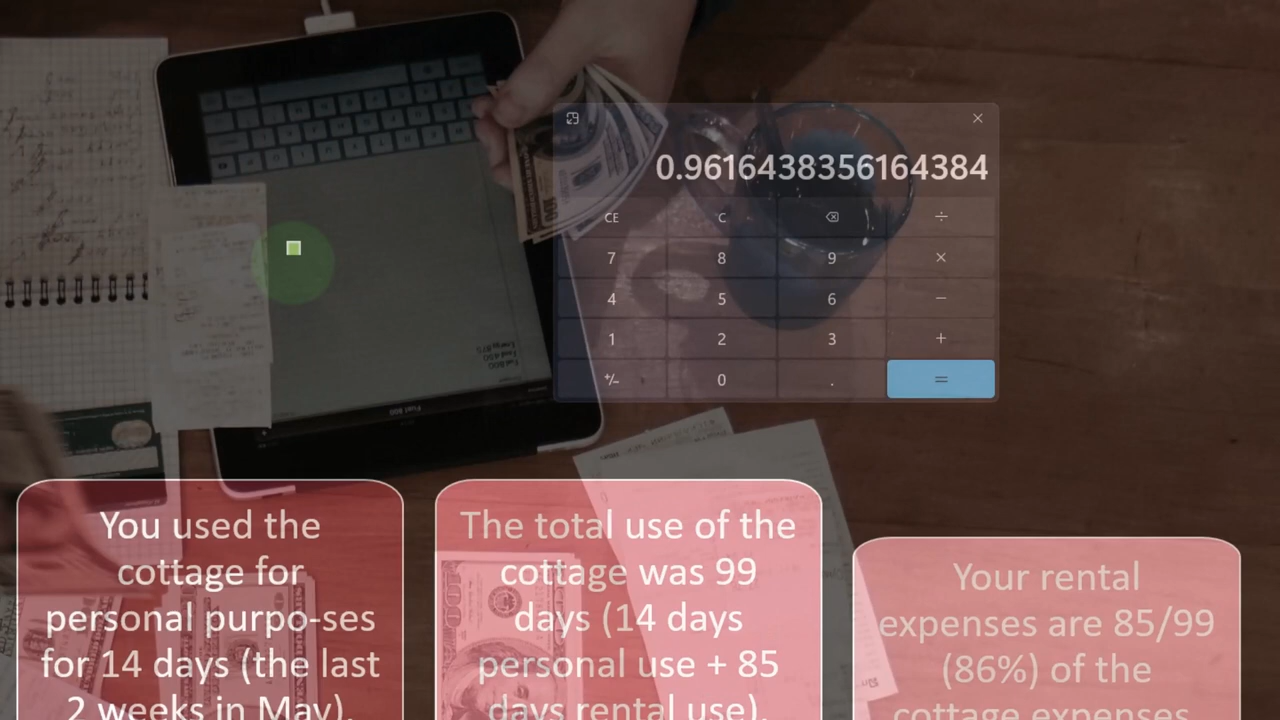 0.9616438356164384
CE C ÷
7 8 9 ×
4 5 6 −
1 2 3 +
+/− 0 . =
You used the
cottage for
personal purpo-ses
for 14 days (the last
2 weeks in May).
The total use of the
cottage was 99
days (14 days
personal use + 85
days rental use).
Your rental
expenses are 85/99
(86%) of the
cottage expenses.